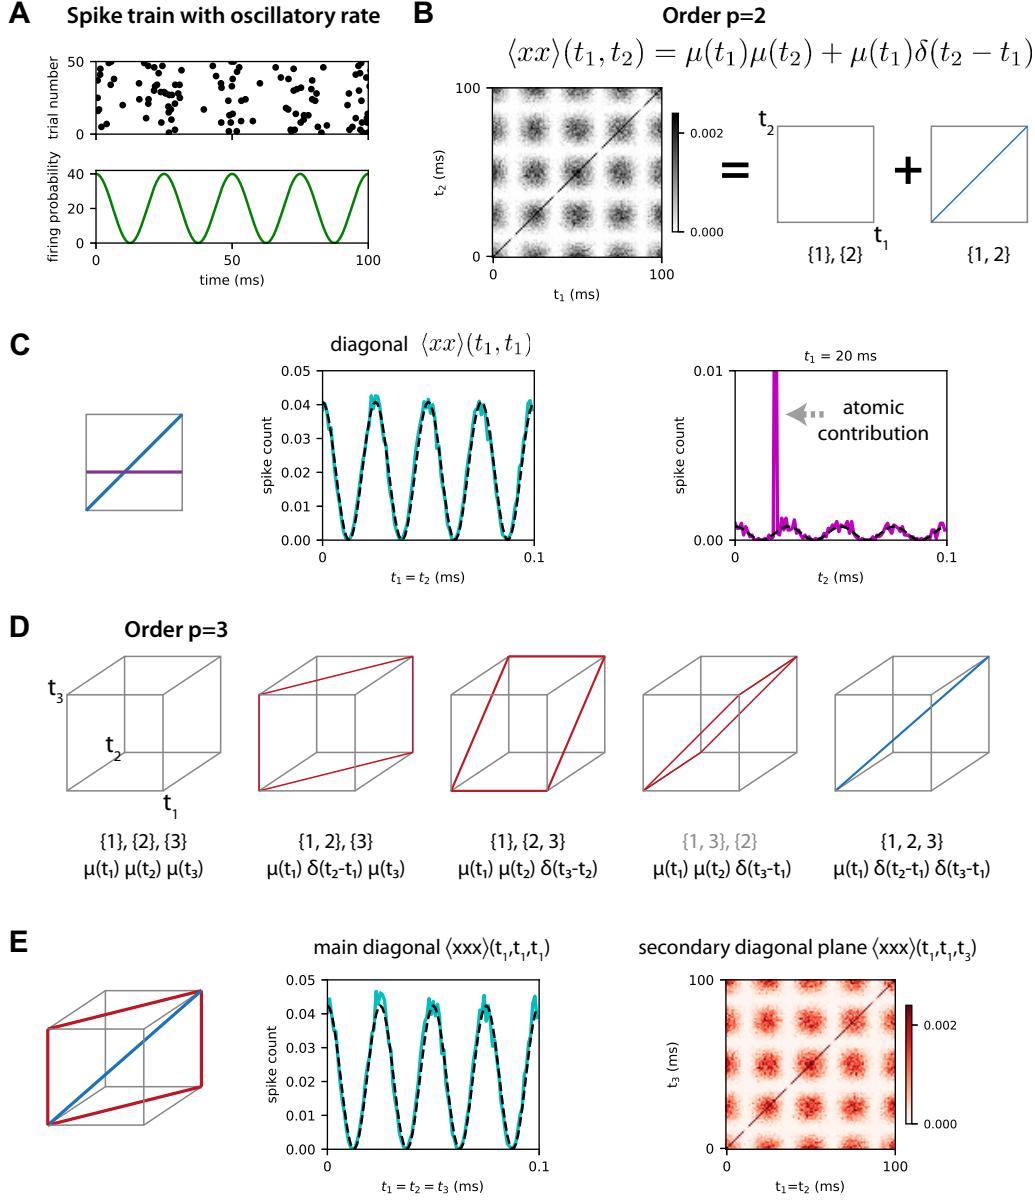 A
Spike train with oscillatory rate
50
trial number
0
40
20
0
firing probability
0
50
100
time (ms)
B
Order p=2
⟨xx⟩(t₁, t₂) = μ(t₁)μ(t₂) + μ(t₁)δ(t₂ − t₁)
100
t₂ (ms)
0
0
100
t₁ (ms)
0.002
0.000
=
t₂
t₁
{1}, {2}
+
{1, 2}
C
diagonal ⟨xx⟩(t₁, t₁)
0.05
0.04
0.03
0.02
0.01
0.00
spike count
0
0.1
t₁ = t₂ (ms)
t₁ = 20 ms
0.01
0.00
spike count
atomic
contribution
0
0.1
t₂ (ms)
D
Order p=3
t₃
t₂
t₁
{1}, {2}, {3}
μ(t₁) μ(t₂) μ(t₃)
{1, 2}, {3}
μ(t₁) δ(t₂-t₁) μ(t₃)
{1}, {2, 3}
μ(t₁) μ(t₂) δ(t₃-t₂)
{1, 3}, {2}
μ(t₁) μ(t₂) δ(t₃-t₁)
{1, 2, 3}
μ(t₁) δ(t₂-t₁) δ(t₃-t₁)
E
main diagonal ⟨xxx⟩(t₁,t₁,t₁)
0.05
0.04
0.03
0.02
0.01
0.00
spike count
0
0.1
t₁ = t₂ = t₃ (ms)
secondary diagonal plane ⟨xxx⟩(t₁,t₁,t₃)
100
t₃ (ms)
0
0
100
t₁=t₂ (ms)
0.002
0.000